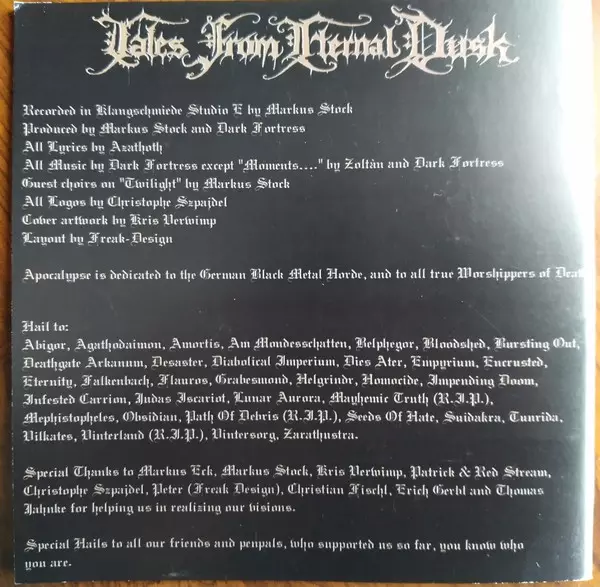 Tales From Eternal Dusk
Recorded in Klangschmiede Studio E by Markus Stock
Produced by Markus Stock and Dark Fortress
All Lyrics by Azathoth
All Music by Dark Fortress except "Moments...." by Zoltàn and Dark Fortress
Guest choirs on "Twilight" by Markus Stock
All Logos by Christophe Szpajdel
Cover artwork by Kris Verwimp
Layout by Freak-Design
Apocalypse is dedicated to the German Black Metal Horde, and to all true Worshippers of Deat
Hail to:
Abigor, Agathodaimon, Amortis, Am Mondesschatten, Belphegor, Bloodshed, Bursting Out,
Deathgate Arkanum, Desaster, Diabolical Imperium, Dies Ater, Empyrium, Encrusted,
Eternity, Falkenbach, Flauros, Grabesmond, Helgrindr, Homocide, Impending Doom,
Infested Carrion, Judas Iscariot, Lunar Aurora, Mayhemic Truth (R.I.P.),
Mephistopheles, Obsidian, Path Of Debris (R.I.P.), Seeds Of Hate, Suidakra, Tunrida,
Vilkates, Vinterland (R.I.P.), Vintersorg, Zarathustra.
Special Thanks to Markus Eck, Markus Stock, Kris Verwimp, Patrick & Red Stream,
Christophe Szpajdel, Peter (Freak Design), Christian Fischl, Erich Gerbl and Thomas
Jahnke for helping us in realizing our visions.
Special Hails to all our friends and penpals, who supported us so far, you know who
you are.